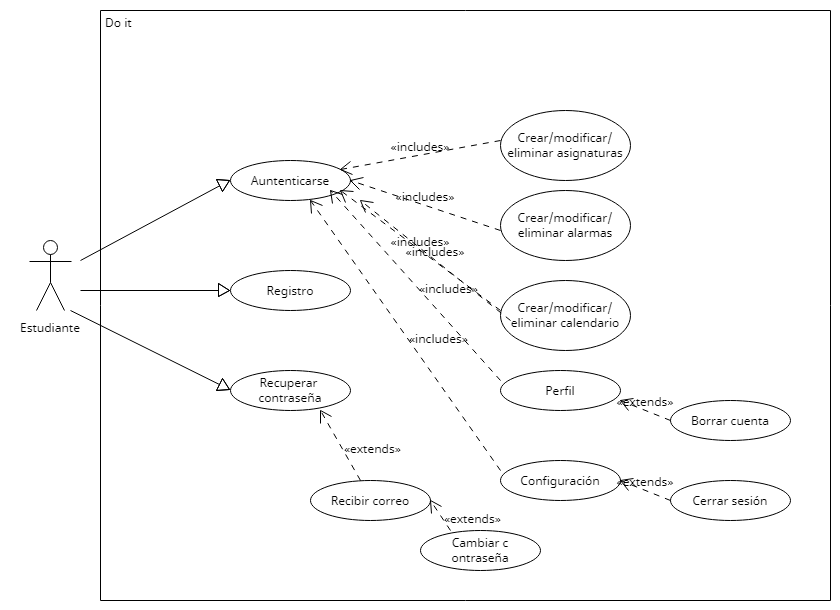 Do it
Crear/modificar/
eliminar asignaturas
«includes»
Auntenticarse
«includes»
Crear/modificar/
eliminar alarmas
«includes»
«includes»
«includes»
Registro
Crear/modificar/
eliminar calendario
Estudiante
«includes»
Recuperar
contraseña
Perfil
«extends»
Borrar cuenta
«extends»
Configuración
«extends»
Recibir correo
Cerrar sesión
«extends»
Cambiar c
ontraseña